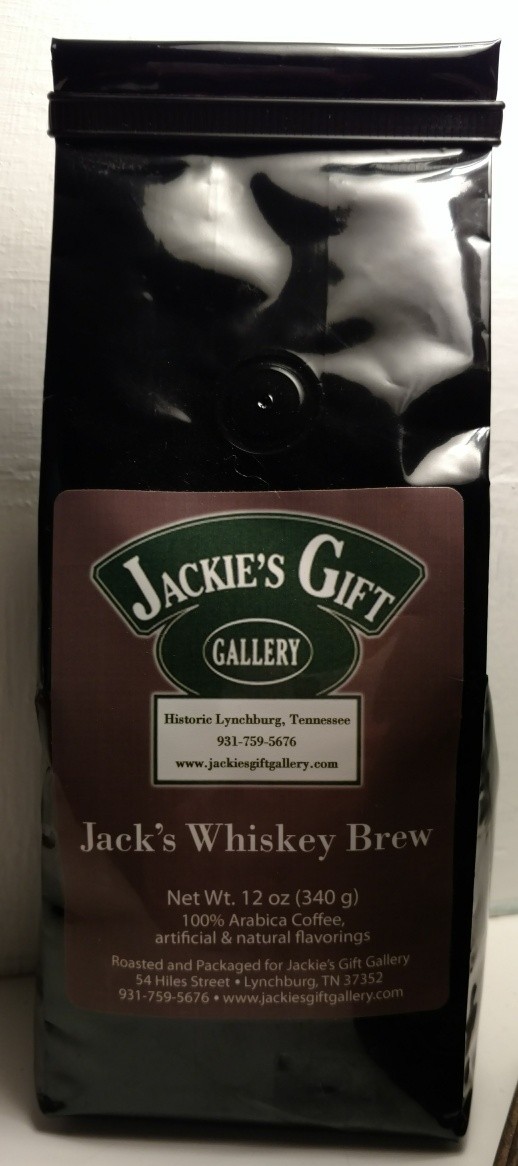 JACKIE'S GIFT
GALLERY
Historic Lynchburg, Tennessee
931-759-5676
www.jackiesgiftgallery.com
Jack's Whiskey Brew
Net Wt. 12 oz (340 g)
100% Arabica Coffee,
artificial & natural flavorings
Roasted and Packaged for Jackie's Gift Gallery
54 Hiles Street • Lynchburg, TN 37352
931-759-5676 • www.jackiesgiftgallery.com